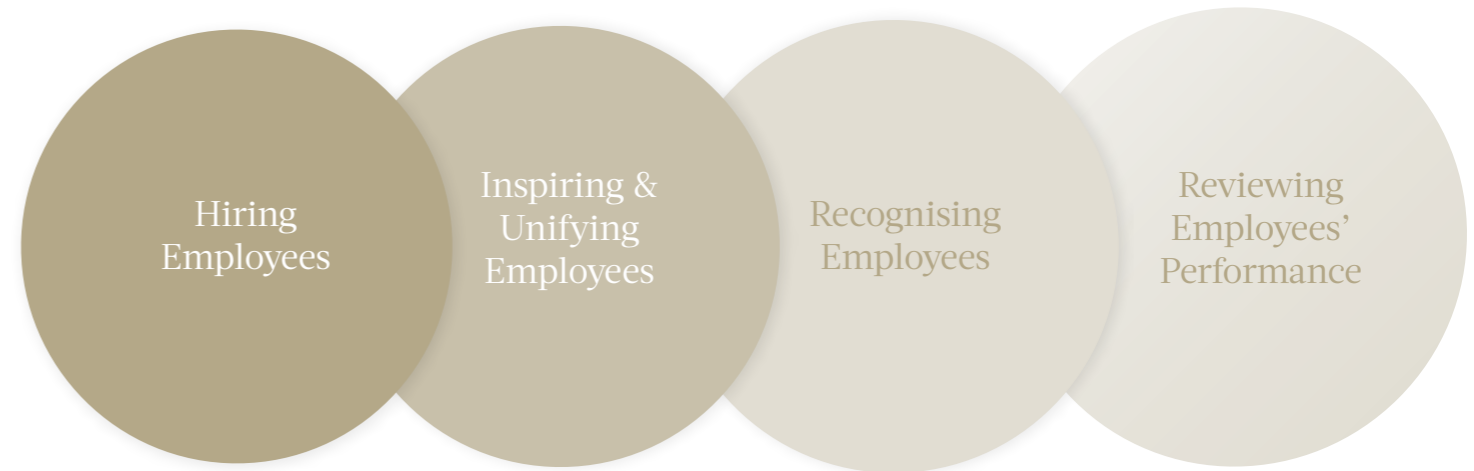 Hiring
Employees
Inspiring &
Unifying
Employees
Recognising
Employees
Reviewing
Employees’
Performance